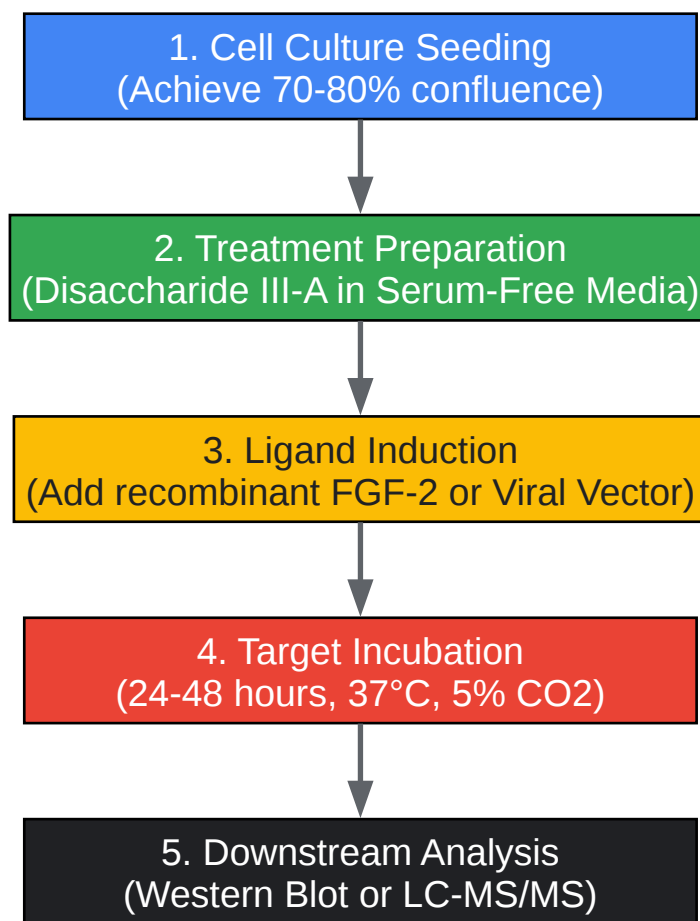 1. Cell Culture Seeding
(Achieve 70-80% confluence)
2. Treatment Preparation
(Disaccharide III-A in Serum-Free Media)
3. Ligand Induction
(Add recombinant FGF-2 or Viral Vector)
4. Target Incubation
(24-48 hours, 37°C, 5% CO2)
5. Downstream Analysis
(Western Blot or LC-MS/MS)